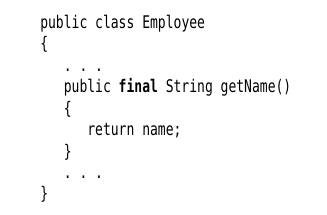 public class Employee
{
. . .
public final String getName()
{
return name;
}
. . .
}